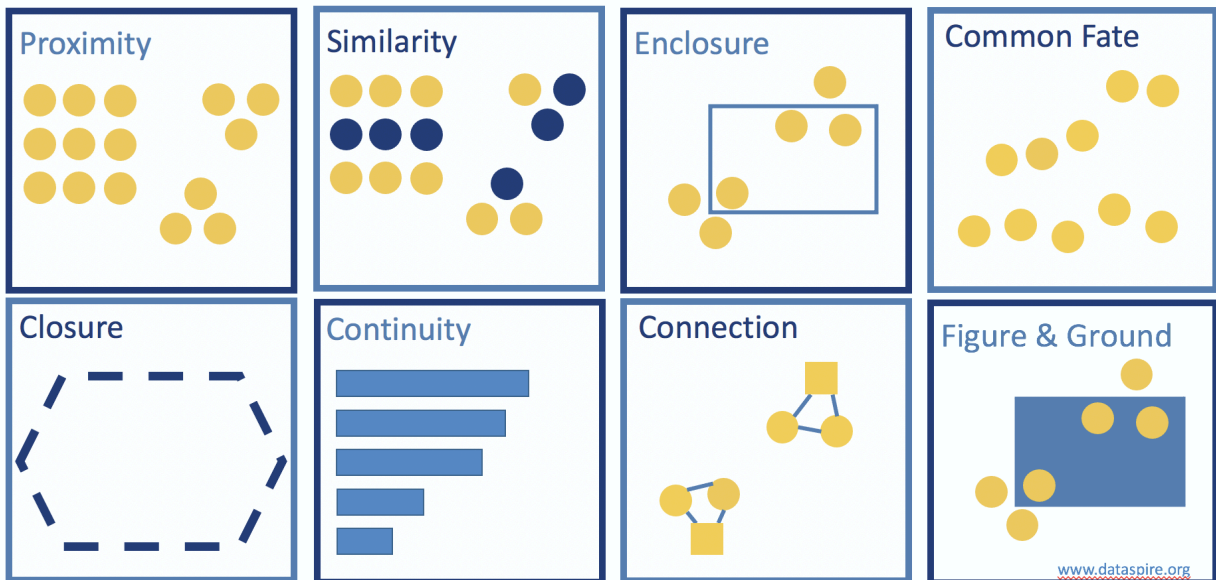 Proximity
Similarity
Enclosure
Common Fate
Closure
Continuity
Connection
Figure & Ground
www.dataspire.org